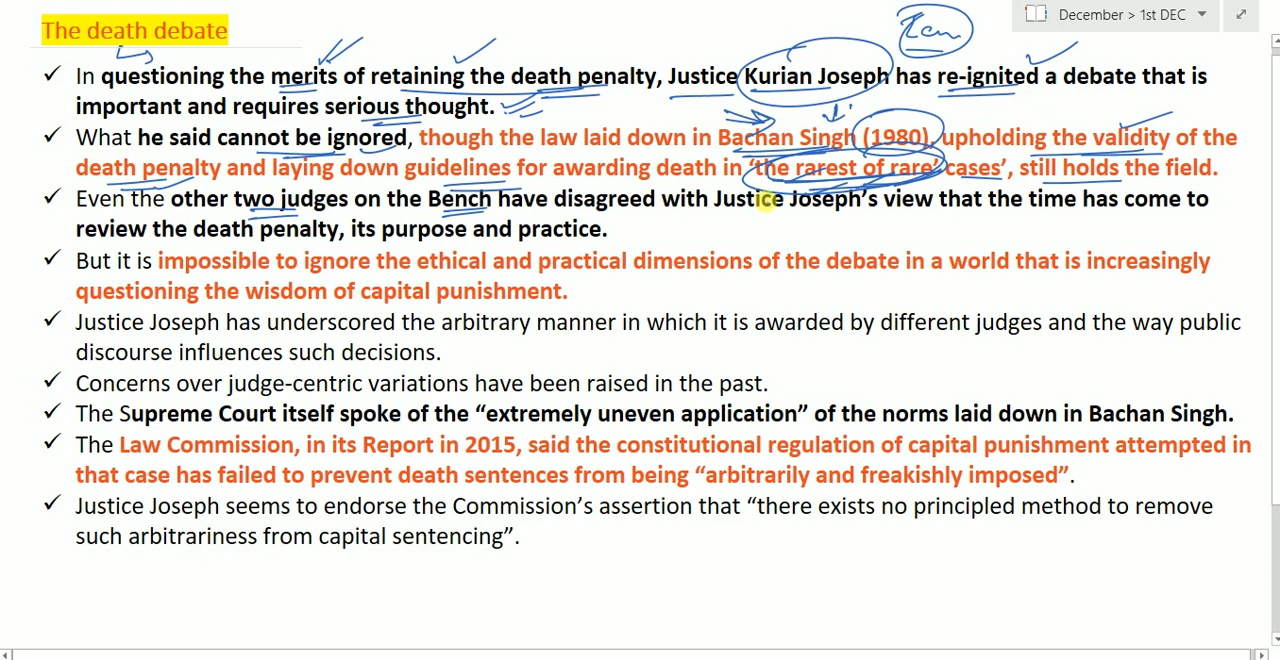 The death debate
December > 1st DEC
✓ In questioning the merits of retaining the death penalty, Justice Kurian Joseph has re-ignited a debate that is
important and requires serious thought.
✓ What he said cannot be ignored, though the law laid down in Bachan Singh (1980), upholding the validity of the
death penalty and laying down guidelines for awarding death in ‘the rarest of rare’ cases’, still holds the field.
✓ Even the other two judges on the Bench have disagreed with Justice Joseph’s view that the time has come to
review the death penalty, its purpose and practice.
✓ But it is impossible to ignore the ethical and practical dimensions of the debate in a world that is increasingly
questioning the wisdom of capital punishment.
✓ Justice Joseph has underscored the arbitrary manner in which it is awarded by different judges and the way public
discourse influences such decisions.
✓ Concerns over judge-centric variations have been raised in the past.
✓ The Supreme Court itself spoke of the “extremely uneven application” of the norms laid down in Bachan Singh.
✓ The Law Commission, in its Report in 2015, said the constitutional regulation of capital punishment attempted in
that case has failed to prevent death sentences from being “arbitrarily and freakishly imposed”.
✓ Justice Joseph seems to endorse the Commission’s assertion that “there exists no principled method to remove
such arbitrariness from capital sentencing”.